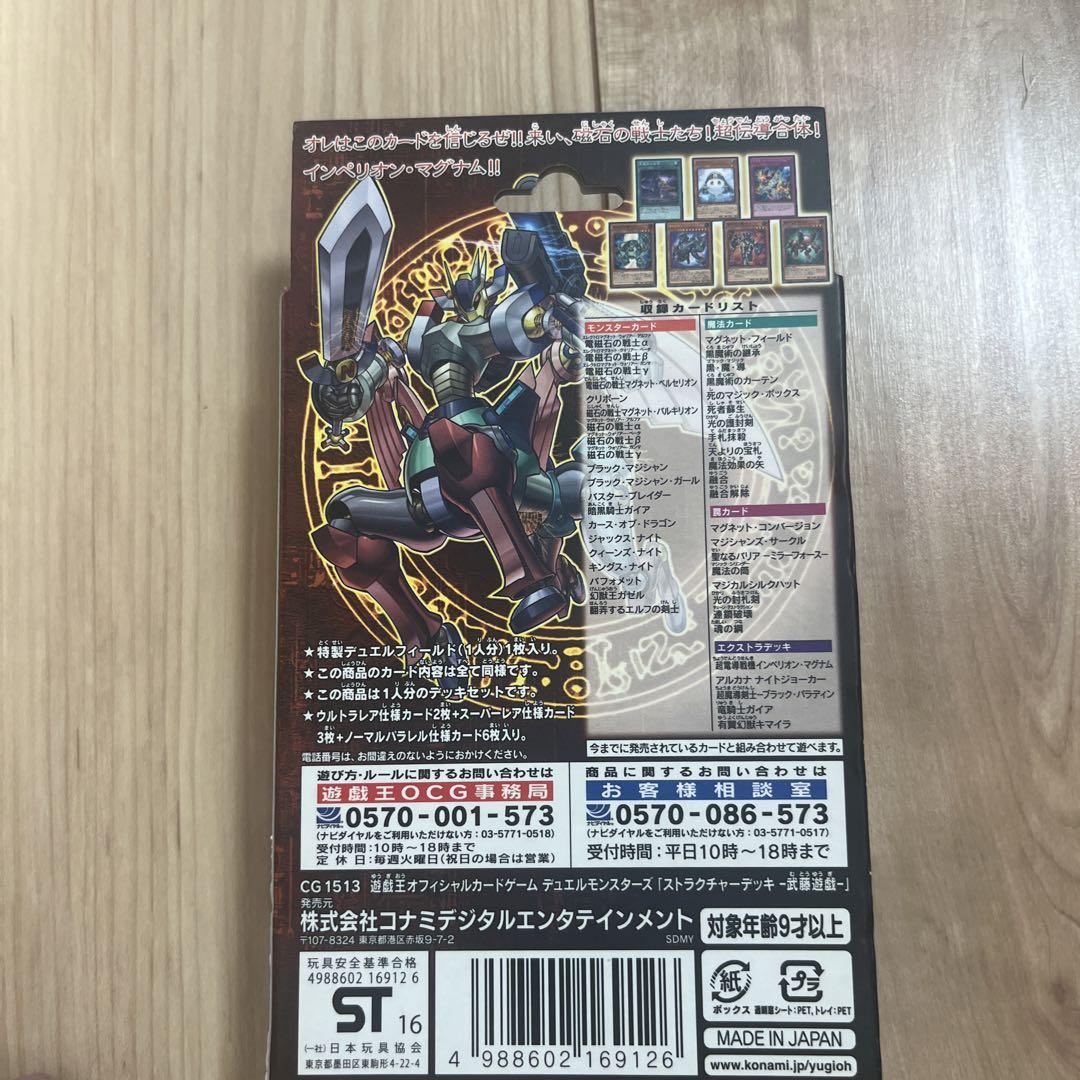 オレはこのカードを信じるぜ!!来い、磁石の戦士たち!超伝導合体!
インペリオン・マグナム!!
収録カードリスト
モンスターカード
電磁石の戦士α
電磁石の戦士β
電磁石の戦士γ
電磁石の戦士マグネット・ベルセリオン
クリボーン
磁石の戦士マグネット・バルキリオン
磁石の戦士α
磁石の戦士β
磁石の戦士γ
ブラック・マジシャン
ブラック・マジシャン・ガール
バスター・ブレイダー
暗黒騎士ガイア
カース・オブ・ドラゴン
ジャックス・ナイト
クィーンズ・ナイト
キングス・ナイト
バフォメット
幻獣王ガゼル
翻弄するエルフの剣士
魔法カード
マグネット・フィールド
黒魔術の継承
黒・魔・導
黒魔術のカーテン
死のマジック・ボックス
死者蘇生
光の護封剣
手札抹殺
天よりの宝札
魔法効果の矢
融合
融合解除
罠カード
マグネット・コンバージョン
マジシャンズ・サークル
聖なるバリア -ミラーフォース-
魔法の筒
マジカルシルクハット
光の封札剣
連鎖破壊
魂の綱
エクストラデッキ
超電導戦機インペリオン・マグナム
アルカナ ナイトジョーカー
超魔導剣士-ブラック・パラディン
竜騎士ガイア
有翼幻獣キマイラ
★特製デュエルフィールド(1人分)1枚入り。
★この商品のカード内容は全て同様です。
★この商品は1人分のデッキセットです。
★ウルトラレア仕様カード2枚+スーパーレア仕様カード
3枚+ノーマルパラレル仕様カード6枚入り。
今までに発売されているカードと組み合わせて遊べます。
電話番号は、お間違えのないようにおかけください。
遊び方・ルールに関するお問い合わせは
遊戯王OCG事務局
ナビダイヤル 0570-001-573
(ナビダイヤルをご利用いただけない方:03-5771-0518)
受付時間:10時〜18時まで
定休日:毎週火曜日(祝日の場合は営業)
商品に関するお問い合わせは
お客様相談室
ナビダイヤル 0570-086-573
(ナビダイヤルをご利用いただけない方:03-5771-0517)
受付時間:平日10時〜18時まで
CG1513 遊戯王オフィシャルカードゲーム デュエルモンスターズ「ストラクチャーデッキ -武藤遊戯-」
発売元
株式会社コナミデジタルエンタテインメント
〒107-8324 東京都港区赤坂9-7-2
SDMY
対象年齢9才以上
玩具安全基準合格
4988602 16912 6
ST 16
(一社)日本玩具協会
東京都墨田区東駒形4-22-4
4 988602 169126
紙
ボックス
プラ
透明窓シート:PET、トレイ:PET
MADE IN JAPAN
www.konami.jp/yugioh